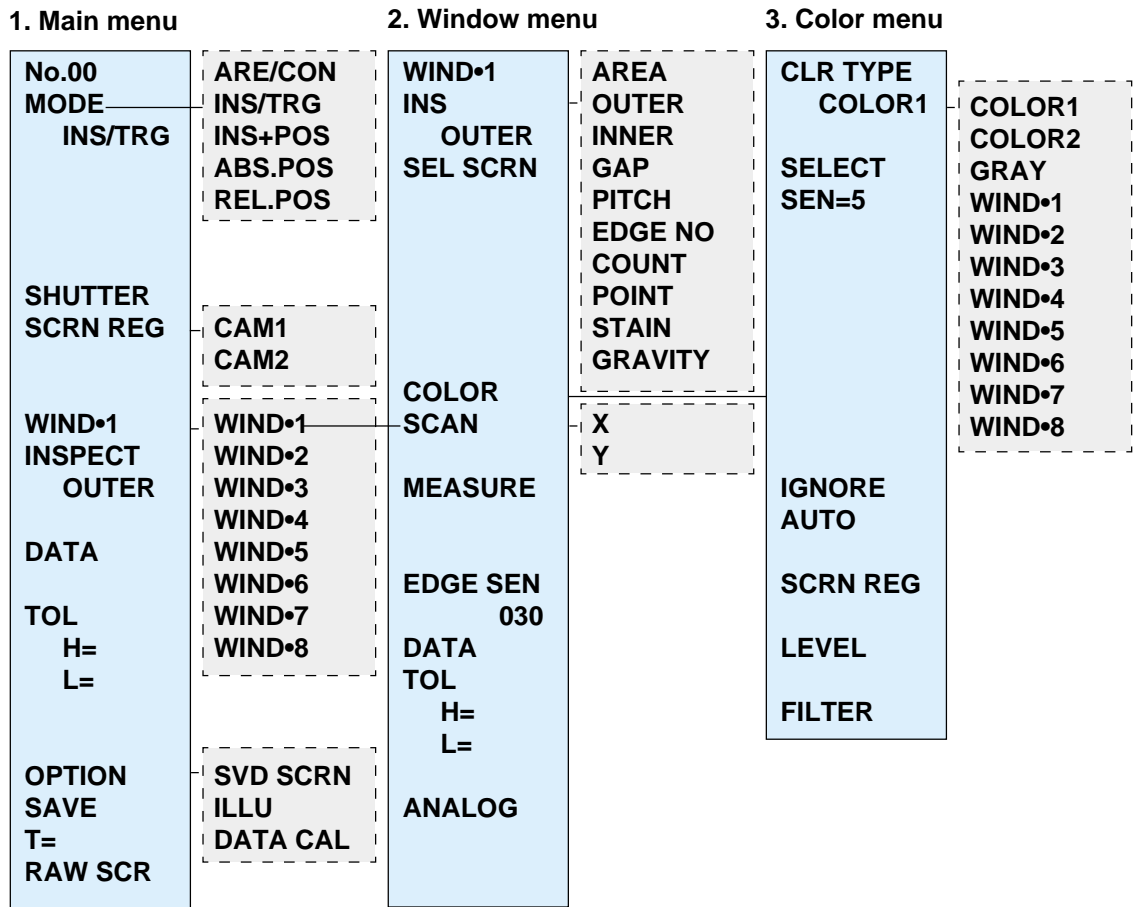 1. Main menu
No.00
MODE
INS/TRG
SHUTTER
SCRN REG
WIND•1
INSPECT
OUTER
DATA
TOL
H=
L=
OPTION
SAVE
T=
RAW SCR
ARE/CON
INS/TRG
INS+POS
ABS.POS
REL.POS
CAM1
CAM2
WIND•1
WIND•2
WIND•3
WIND•4
WIND•5
WIND•6
WIND•7
WIND•8
SVD SCRN
ILLU
DATA CAL
2. Window menu
WIND•1
INS
OUTER
SEL SCRN
COLOR
SCAN
MEASURE
EDGE SEN
030
DATA
TOL
H=
L=
ANALOG
AREA
OUTER
INNER
GAP
PITCH
EDGE NO
COUNT
POINT
STAIN
GRAVITY
X
Y
3. Color menu
CLR TYPE
COLOR1
SELECT
SEN=5
IGNORE
AUTO
SCRN REG
LEVEL
FILTER
COLOR1
COLOR2
GRAY
WIND•1
WIND•2
WIND•3
WIND•4
WIND•5
WIND•6
WIND•7
WIND•8